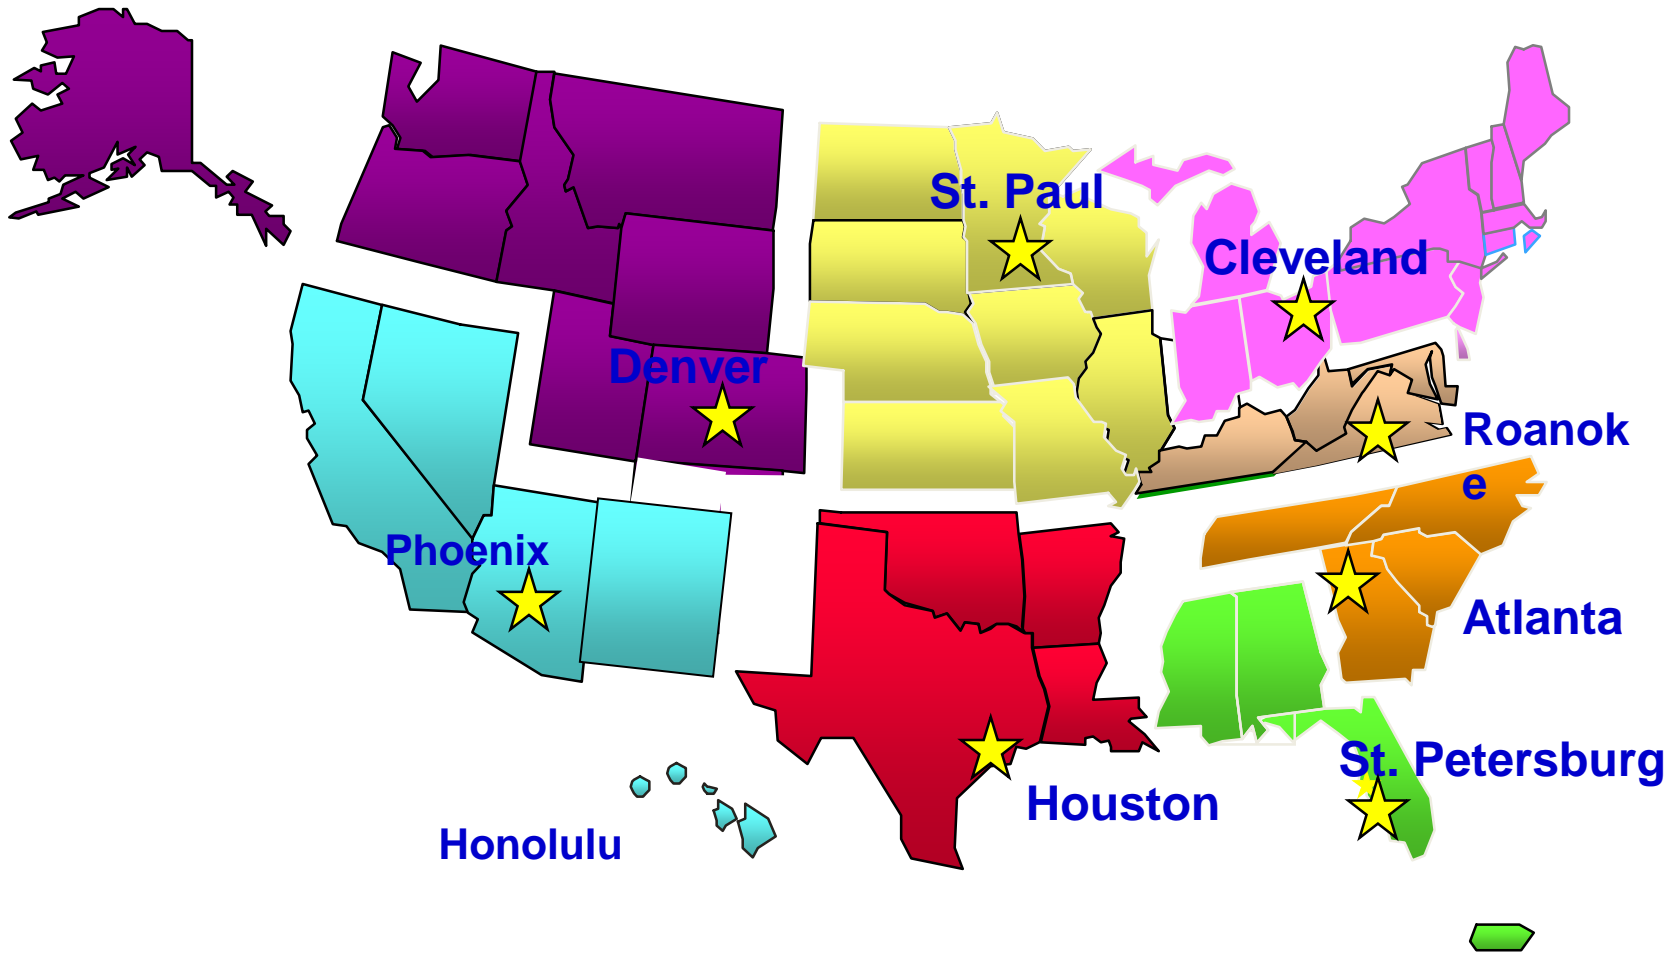 St. Paul
Cleveland
Denver
Roanok
e
Phoenix
Atlanta
St. Petersburg
Houston
Honolulu